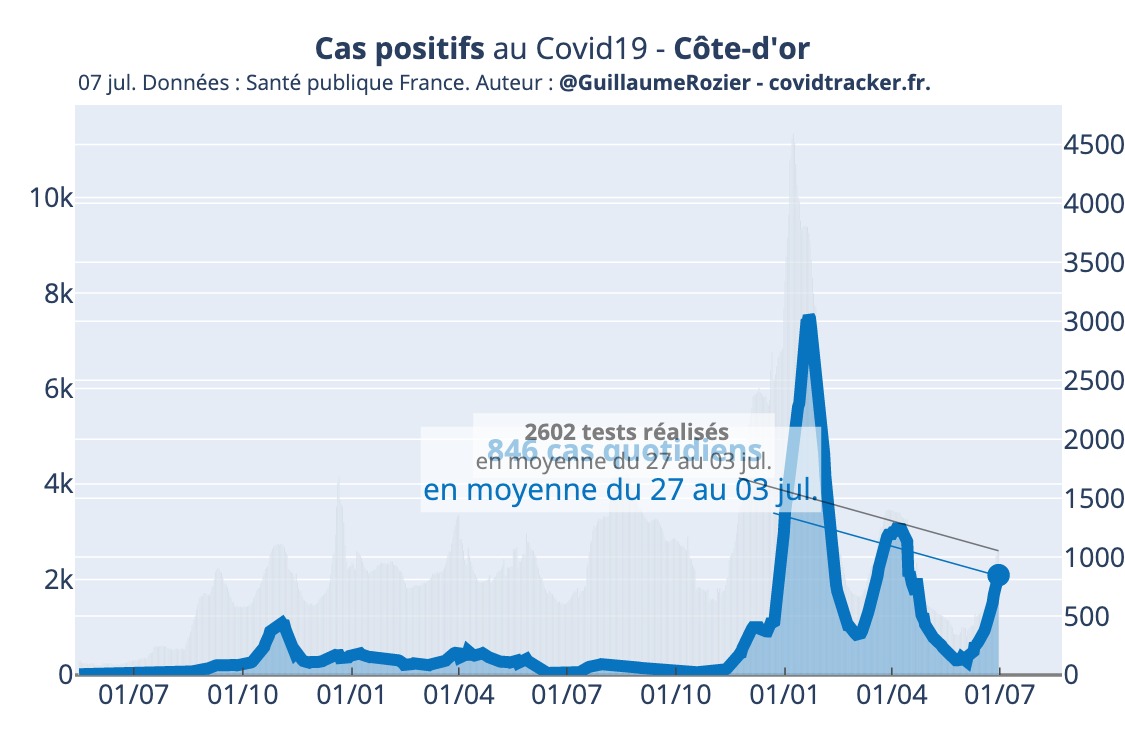 Cas positifs au Covid19 - Côte-d'or
07 jul. Données : Santé publique France. Auteur : @GuillaumeRozier - covidtracker.fr.
10k
8k
6k
4k
2k
0
4500
4000
3500
3000
2500
2000
1500
1000
500
0
2602 tests réalisés
en moyenne du 27 au 03 jul.
846 cas quotidiens
en moyenne du 27 au 03 jul.
01/07 01/10 01/01 01/04 01/07 01/10 01/01 01/04 01/07